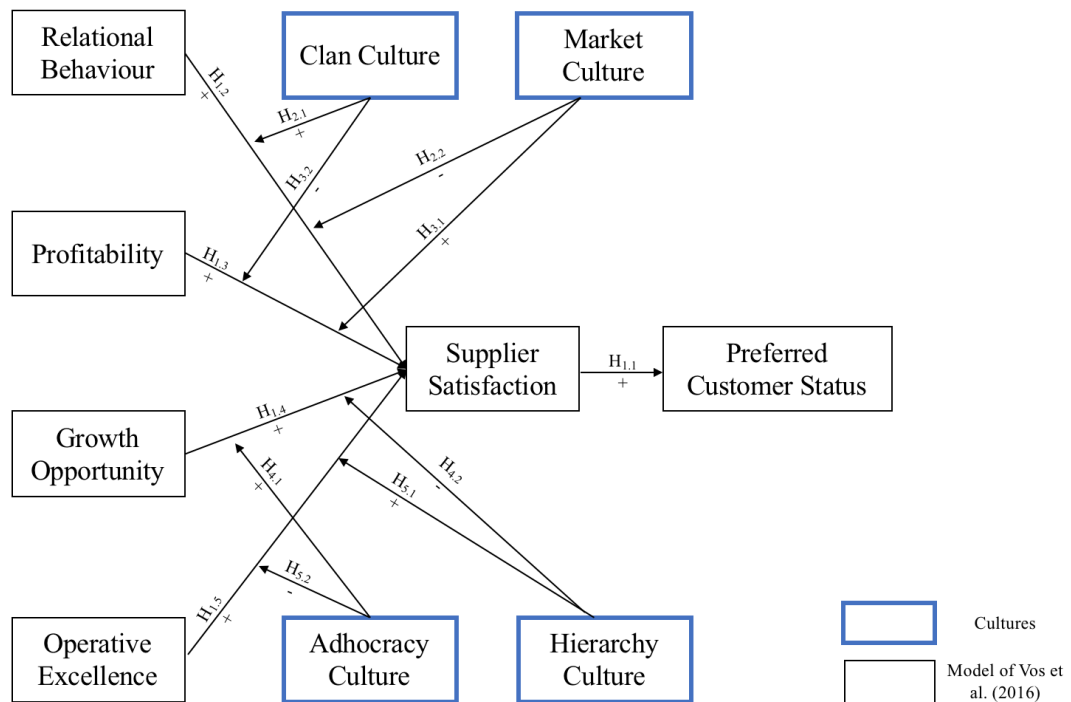 Relational
Behaviour
Clan Culture
Market
Culture
H1.2
+
H2.1
+
H3.2
-
H2.2
-
H3.1
+
Profitability
H1.3
+
Supplier
Satisfaction
H1.1
+
Preferred
Customer Status
Growth
Opportunity
H1.4
+
H4.1
+
H4.2
-
H5.1
+
H5.2
-
H1.5
+
Operative
Excellence
Adhocracy
Culture
Hierarchy
Culture
Cultures
Model of Vos et
al. (2016)